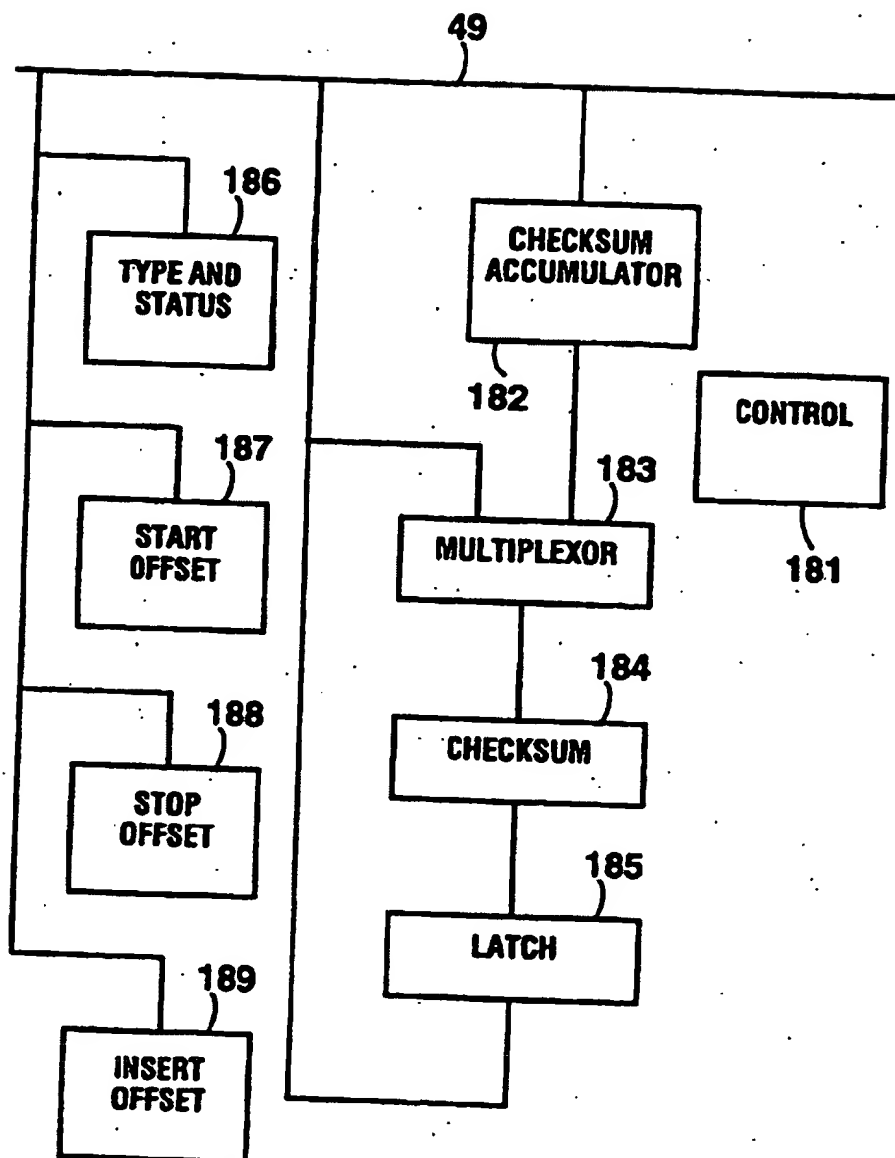 49
186
TYPE AND
STATUS
CHECKSUM
ACCUMULATOR
182
CONTROL
181
187
START
OFFSET
183
MULTIPLEXOR
188
STOP
OFFSET
184
CHECKSUM
185
LATCH
189
INSERT
OFFSET